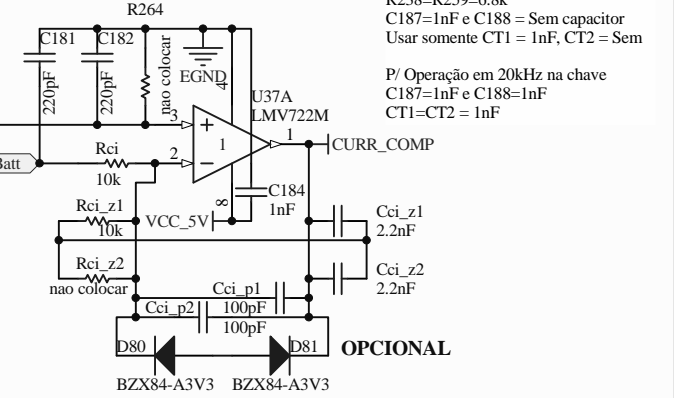 R264
R258=R259=6.8k
C187=1nF e C188 = Sem capacitor
Usar somente CT1 = 1nF, CT2 = Sem
P/ Operação em 20kHz na chave
C187=1nF e C188=1nF
CT1=CT2 = 1nF
C181
C182
220pF
220pF
nao colocar
EGND
4
U37A
LMV722M
3
2
1
1
8
CURR_COMP
Batt
Rci
10k
C184
1nF
VCC_5V
Rci_z1
10k
Rci_z2
nao colocar
Cci_z1
2.2nF
Cci_z2
2.2nF
Cci_p1
100pF
Cci_p2
100pF
D80
D81
OPCIONAL
BZX84-A3V3
BZX84-A3V3